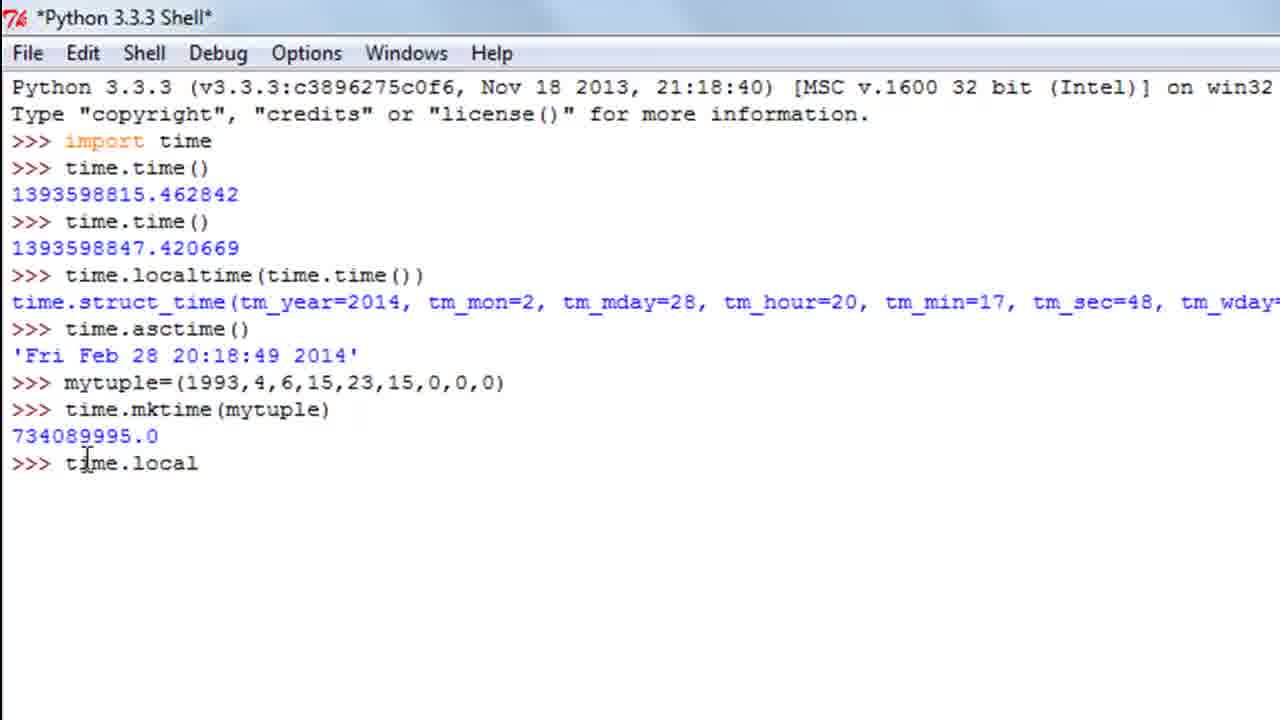 *Python 3.3.3 Shell*
File Edit Shell Debug Options Windows Help
Python 3.3.3 (v3.3.3:c3896275c0f6, Nov 18 2013, 21:18:40) [MSC v.1600 32 bit (Intel)] on win32
Type "copyright", "credits" or "license()" for more information.
>>> import time
>>> time.time()
1393598815.462842
>>> time.time()
1393598847.420669
>>> time.localtime(time.time())
time.struct_time(tm_year=2014, tm_mon=2, tm_mday=28, tm_hour=20, tm_min=17, tm_sec=48, tm_wday=
>>> time.asctime()
'Fri Feb 28 20:18:49 2014'
>>> mytuple=(1993,4,6,15,23,15,0,0,0)
>>> time.mktime(mytuple)
734089995.0
>>> time.local